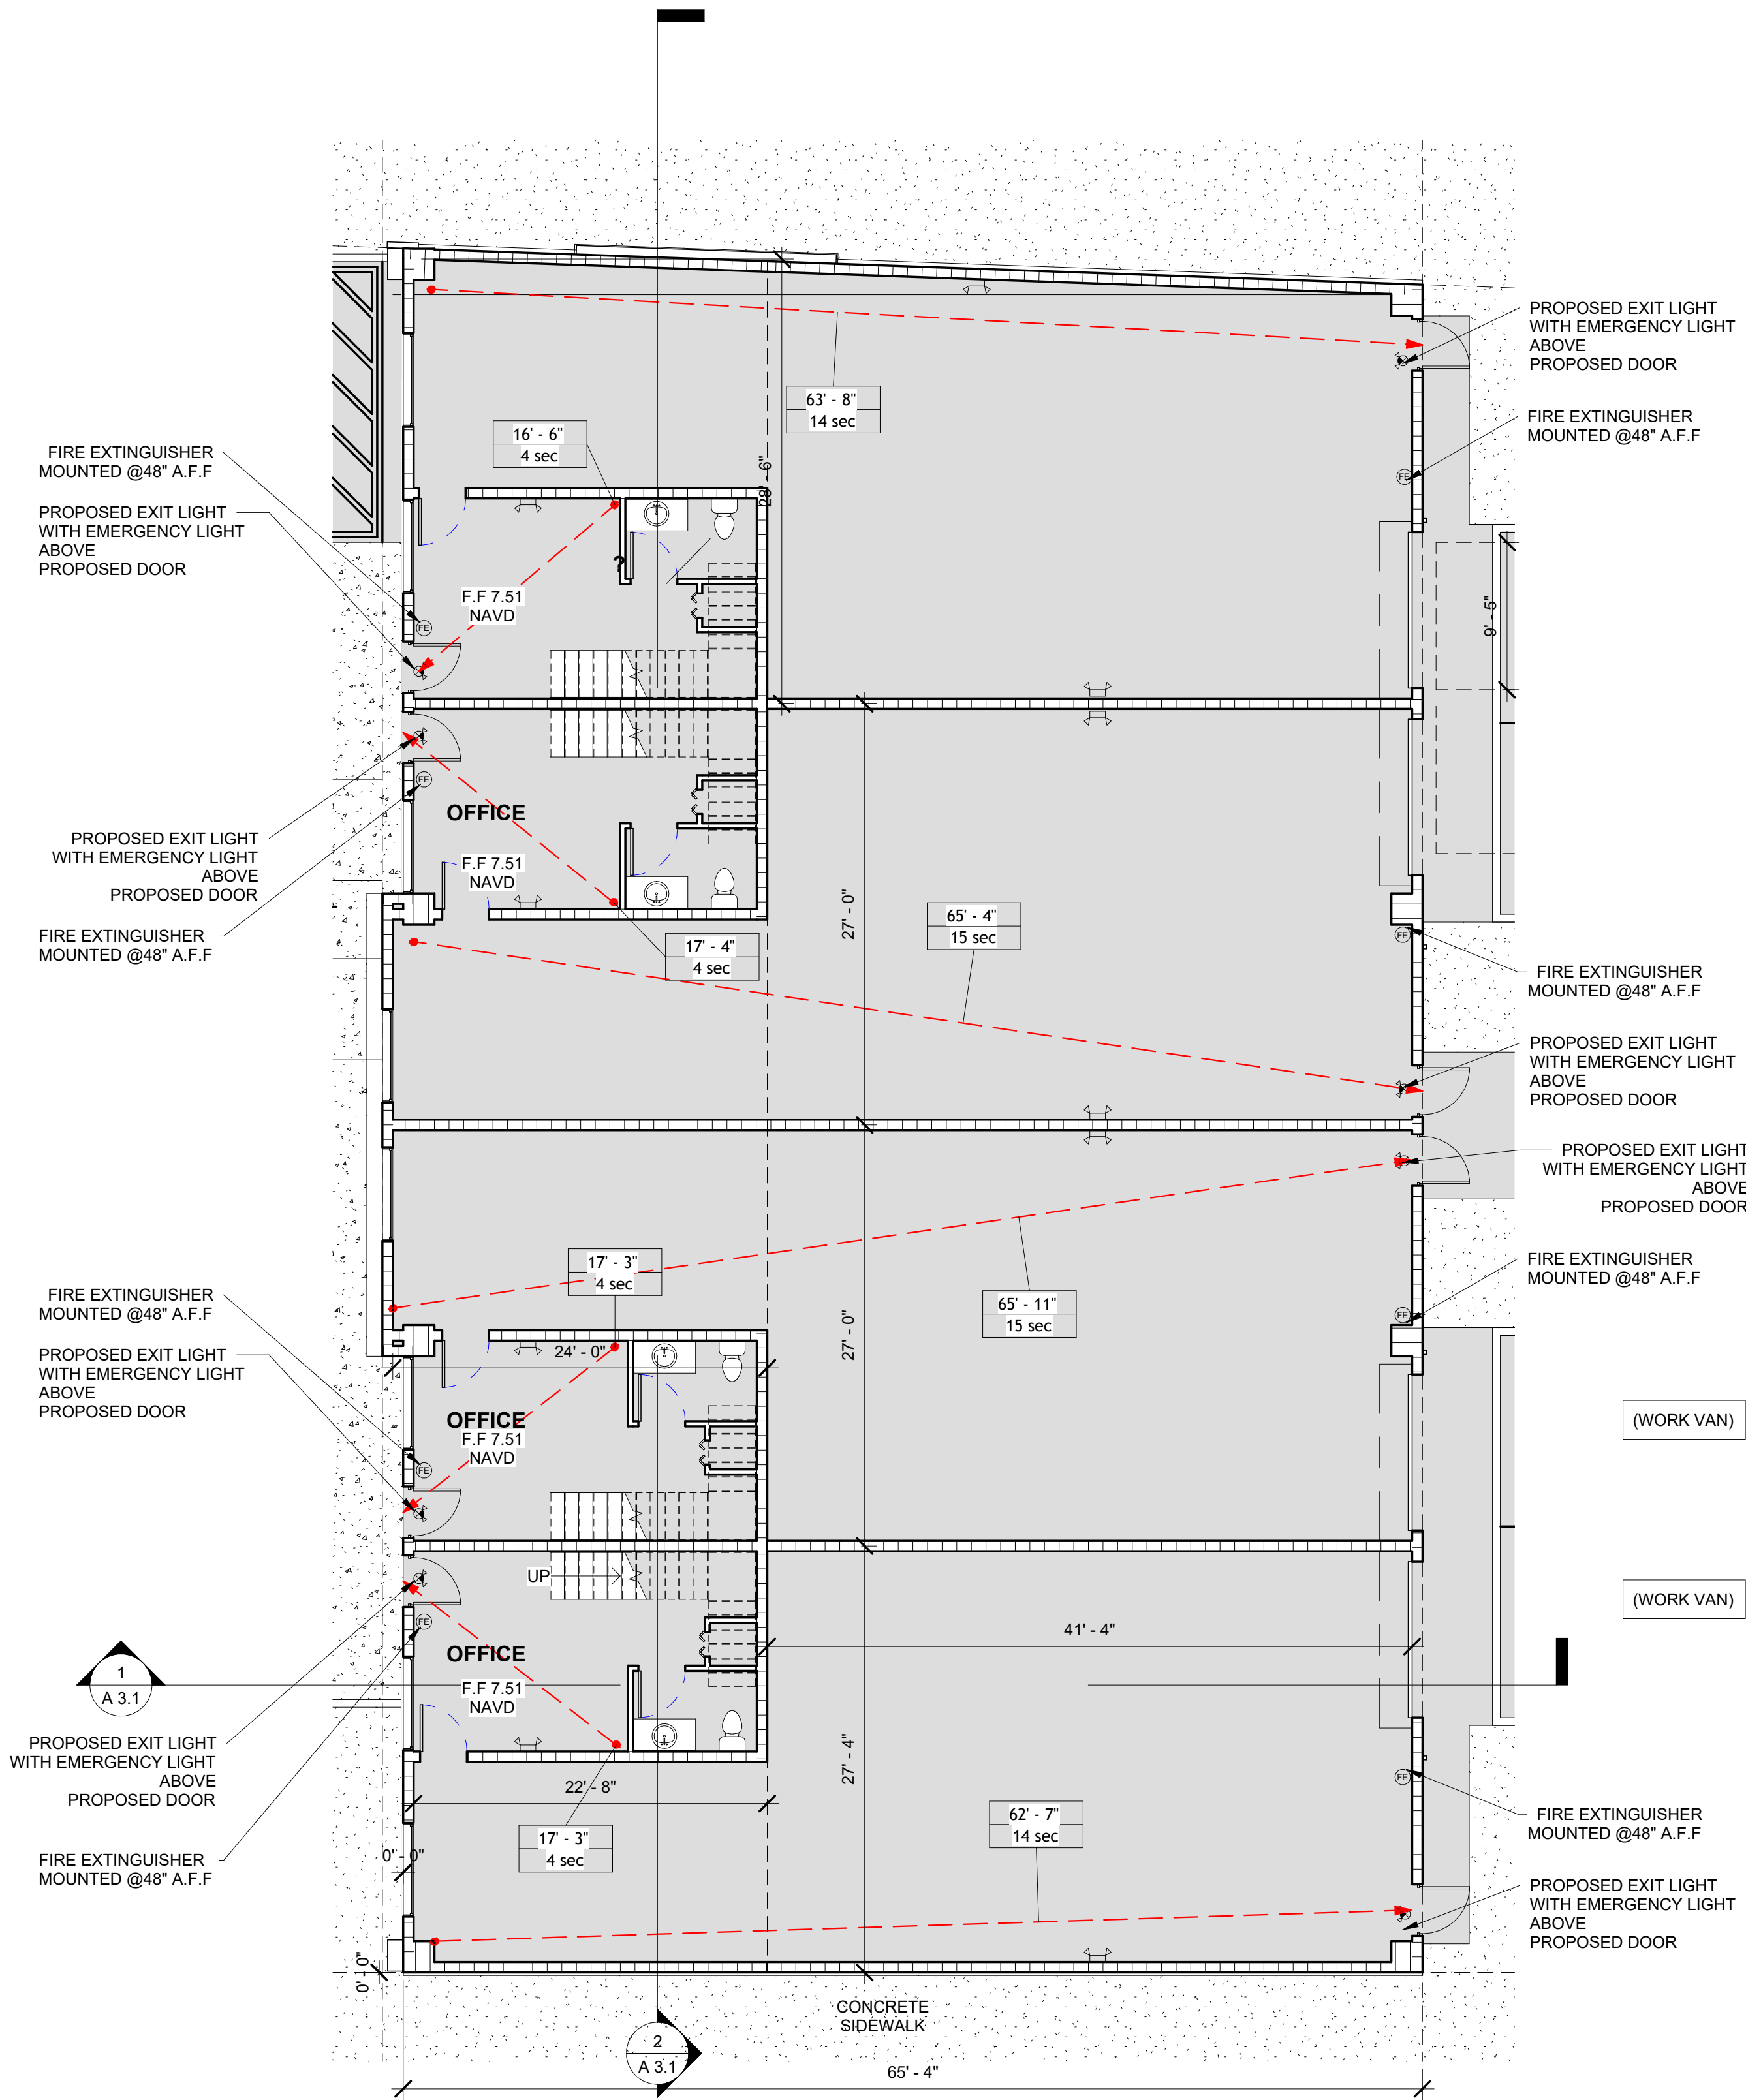 PROPOSED EXIT LIGHT
WITH EMERGENCY LIGHT
ABOVE
PROPOSED DOOR
63' - 8"
14 sec
FIRE EXTINGUISHER
MOUNTED @48" A.F.F
16' - 6"
4 sec
28' - 6"
FIRE EXTINGUISHER
MOUNTED @48" A.F.F
FE
PROPOSED EXIT LIGHT
WITH EMERGENCY LIGHT
ABOVE
PROPOSED DOOR
?
F.F 7.51
NAVD
9' - 5"
FE
FE
OFFICE
PROPOSED EXIT LIGHT
WITH EMERGENCY LIGHT
ABOVE
PROPOSED DOOR
F.F 7.51
NAVD
27' - 0"
65' - 4"
15 sec
FIRE EXTINGUISHER
MOUNTED @48" A.F.F
17' - 4"
4 sec
FE
FIRE EXTINGUISHER
MOUNTED @48" A.F.F
PROPOSED EXIT LIGHT
WITH EMERGENCY LIGHT
ABOVE
PROPOSED DOOR
PROPOSED EXIT LIGHT
WITH EMERGENCY LIGHT
ABOVE
PROPOSED DOOR
17' - 3"
4 sec
FIRE EXTINGUISHER
MOUNTED @48" A.F.F
FIRE EXTINGUISHER
MOUNTED @48" A.F.F
65' - 11"
15 sec
FE
27' - 0"
24' - 0"
PROPOSED EXIT LIGHT
WITH EMERGENCY LIGHT
ABOVE
PROPOSED DOOR
OFFICE
F.F 7.51
NAVD
(WORK VAN)
FE
UP
(WORK VAN)
FE
41' - 4"
OFFICE
1
A 3.1
F.F 7.51
NAVD
PROPOSED EXIT LIGHT
WITH EMERGENCY LIGHT
ABOVE
PROPOSED DOOR
27' - 4"
FE
22' - 8"
62' - 7"
14 sec
FIRE EXTINGUISHER
MOUNTED @48" A.F.F
17' - 3"
4 sec
0' - 0"
FIRE EXTINGUISHER
MOUNTED @48" A.F.F
PROPOSED EXIT LIGHT
WITH EMERGENCY LIGHT
ABOVE
PROPOSED DOOR
0' - 0"
CONCRETE
SIDEWALK
2
A 3.1
65' - 4"